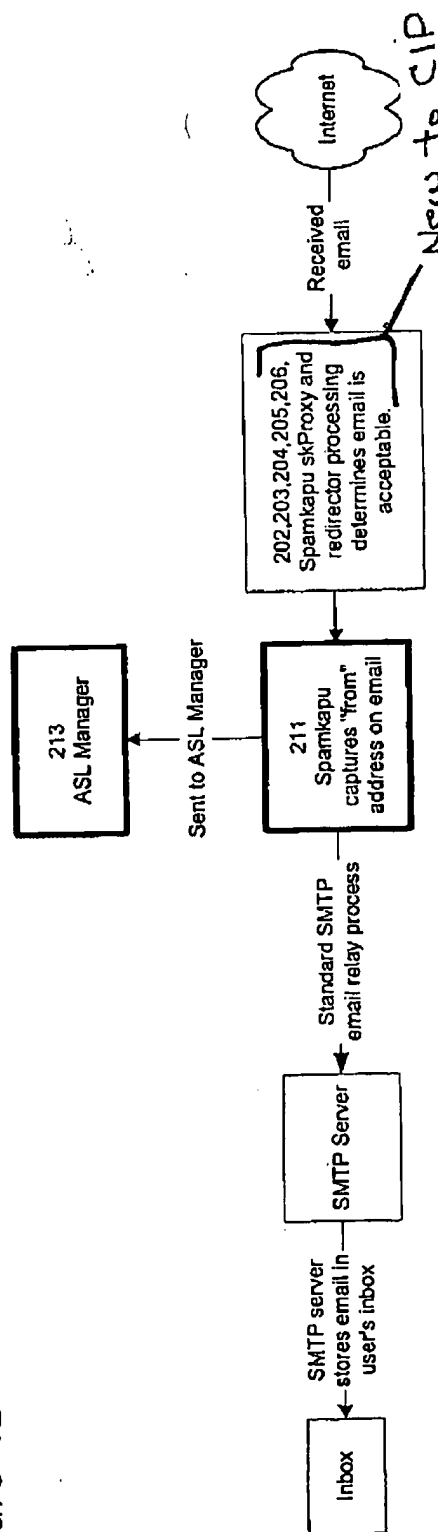 213
ASL Manager
Sent to ASL Manager
Inbox
SMTP server
stores email in
user's inbox
SMTP Server
Standard SMTP
email relay process
211
Spamkapu
captures "from"
address on email
202,203,204,205,206,
Spamkapu skProxy and
redirector processing
determines email is
acceptable.
Received
email
Internet
New to CIP